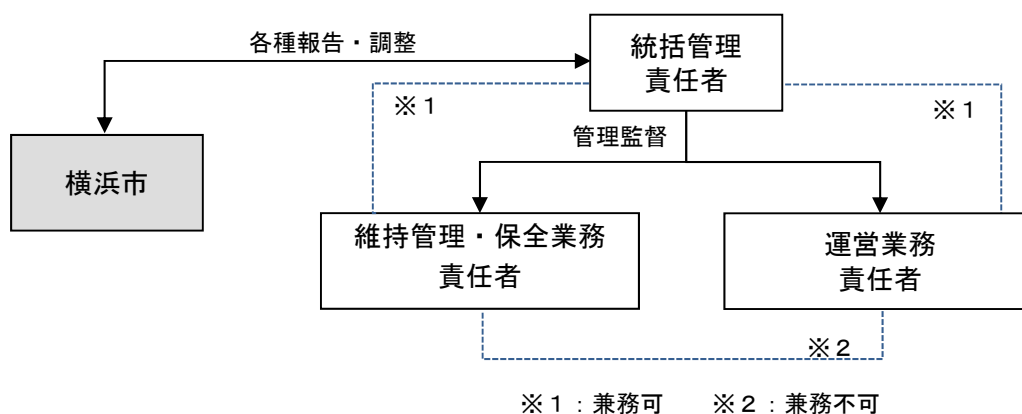 各種報告・調整
統括管理
責任者
※1
※1
管理監督
横浜市
維持管理・保全業務
責任者
運営業務
責任者
※2
※1：兼務可　※2：兼務不可